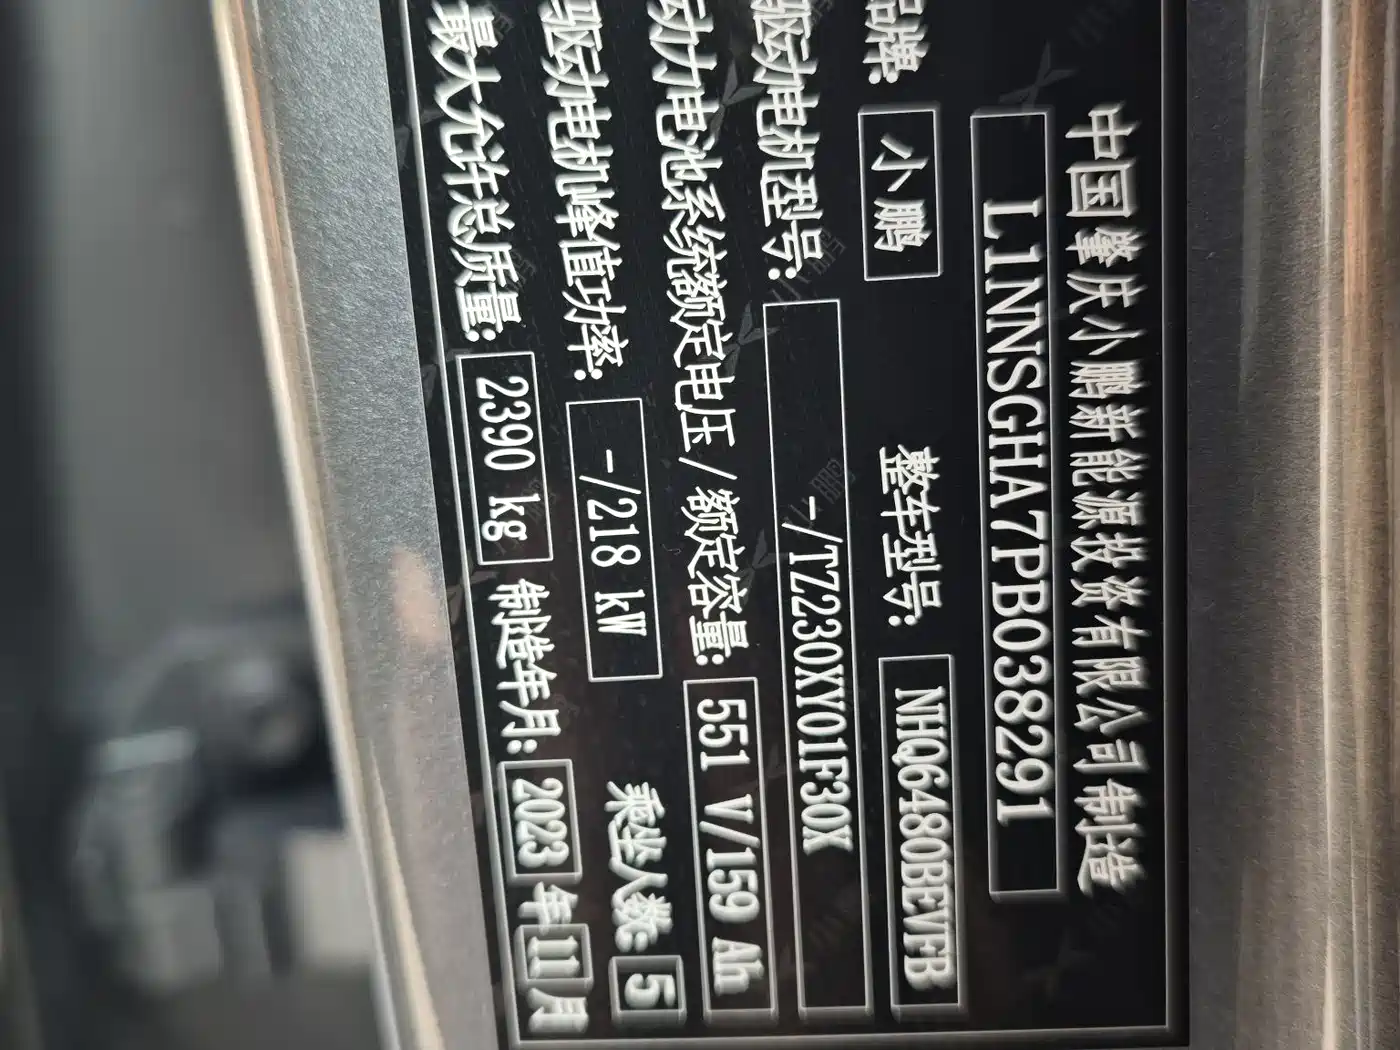 中国肇庆小鹏新能源投资有限公司制造
L1NNSGHA7PB038291
品牌: 小鹏 整车型号: NHQ6480BEVEB
驱动电机型号: -/TZ230XY01F30X
动力电池系统额定电压/额定容量: 551 V/159 Ah
驱动电机峰值功率: -/218 kW 乘坐人数: 5
最大允许总质量: 2390 kg 制造年月: 2023 年 11 月